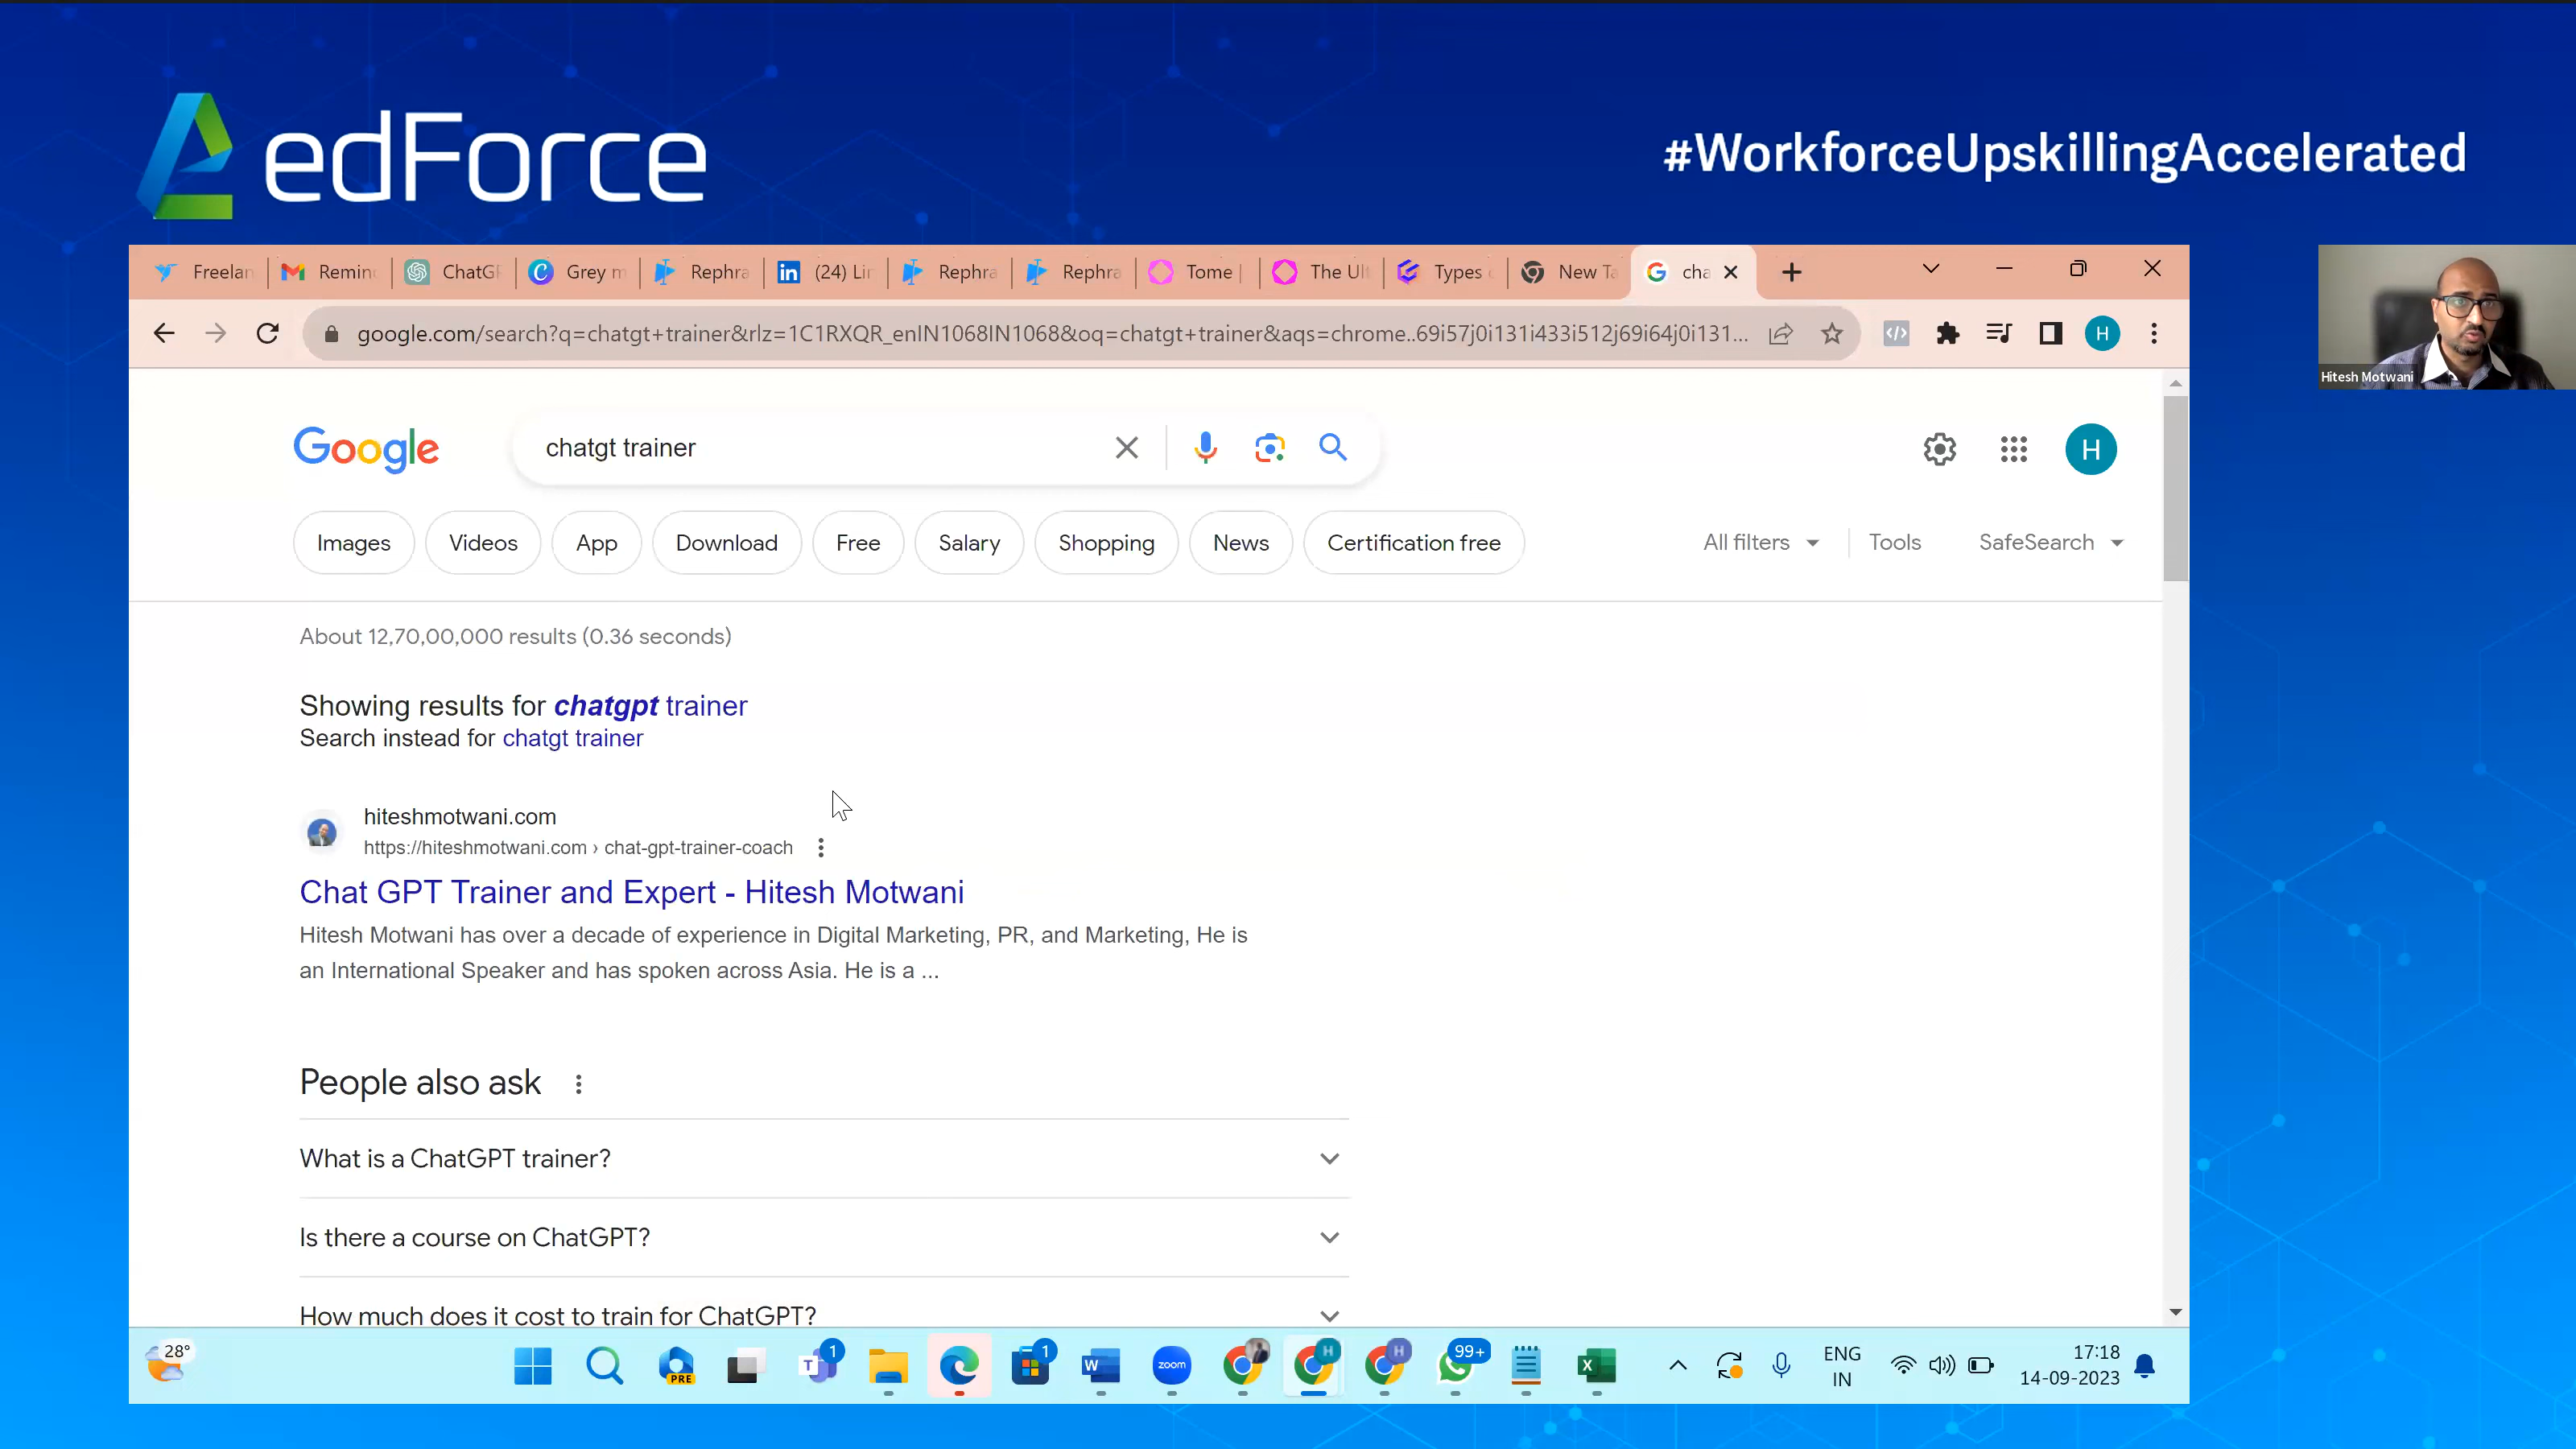 edForce
#WorkforceUpskillingAccelerated
Freelan
Remin
ChatGP
Grey m
Rephra
(24) Lin
Rephra
Rephra
Tome |
The Ul
Types
New Ta
cha
google.com/search?q=chatgt+trainer&rlz=1C1RXQR_enIN1068IN1068&oq=chatgt+trainer&aqs=chrome..69i57j0i131i433i512j69i64j0i131...
H
Hitesh Motwani
Google
chatgt trainer
H
Images
Videos
App
Download
Free
Salary
Shopping
News
Certification free
All filters
Tools
SafeSearch
About 12,70,00,000 results (0.36 seconds)
Showing results for chatgpt trainer
Search instead for chatgt trainer
hiteshmotwani.com
https://hiteshmotwani.com › chat-gpt-trainer-coach
Chat GPT Trainer and Expert - Hitesh Motwani
Hitesh Motwani has over a decade of experience in Digital Marketing, PR, and Marketing, He is
an International Speaker and has spoken across Asia. He is a ...
People also ask
What is a ChatGPT trainer?
Is there a course on ChatGPT?
How much does it cost to train for ChatGPT?
28°
PRE
T
1
1
W
zoom
H
H
99+
X
ENG
IN
17:18
14-09-2023